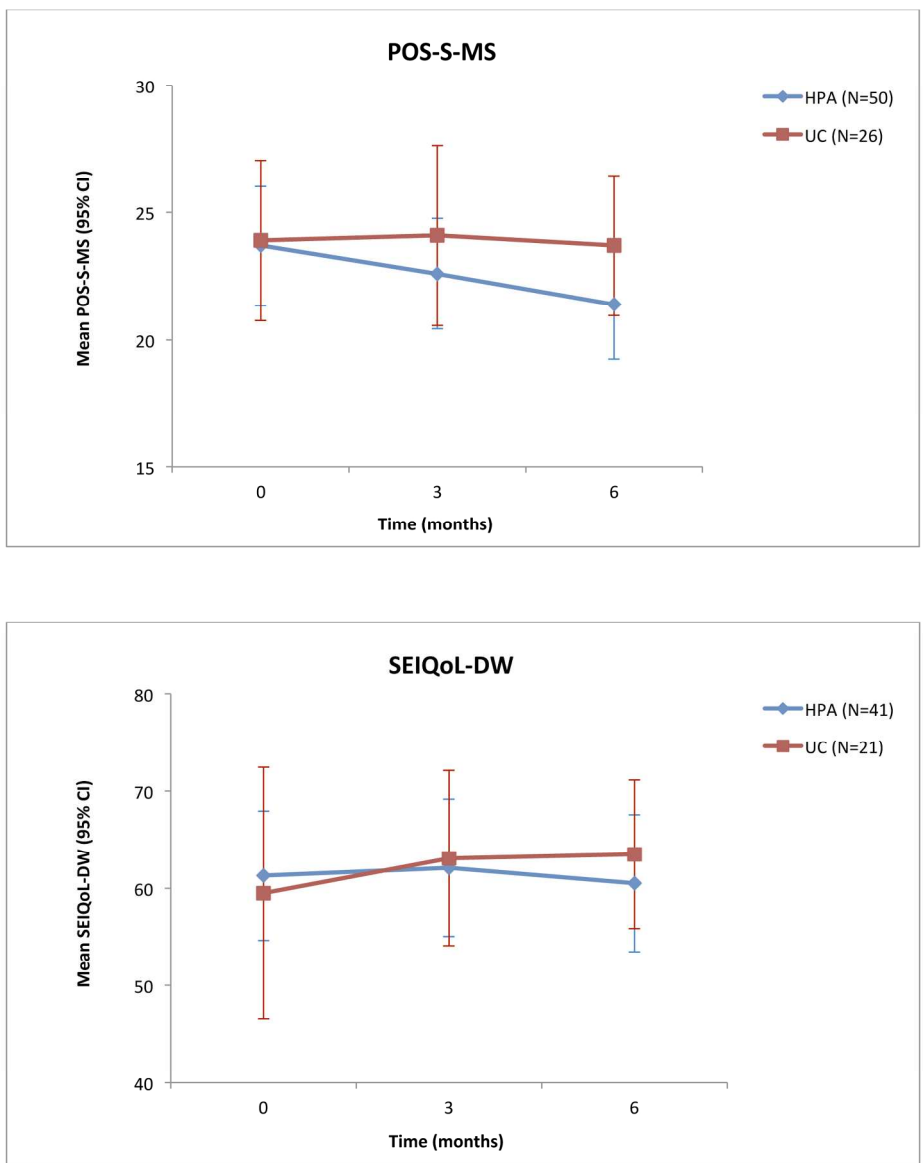 POS-S-MS
30
25
20
15
Mean POS-S-MS (95% CI)
0 3 6
Time (months)
HPA (N=50)
UC (N=26)
SEIQoL-DW
80
70
60
50
40
Mean SEIQoL-DW (95% CI)
0 3 6
Time (months)
HPA (N=41)
UC (N=21)